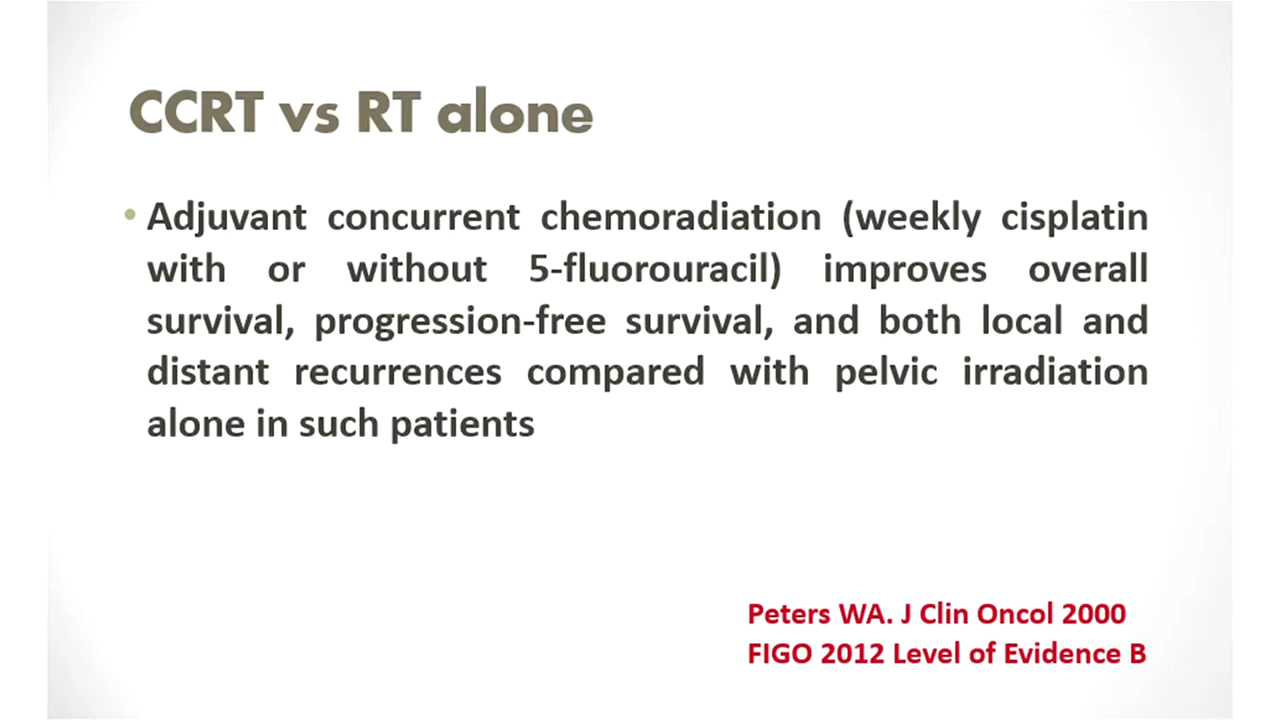 CCRT vs RT alone
• Adjuvant concurrent chemoradiation (weekly cisplatin
with or without 5-fluorouracil) improves overall
survival, progression-free survival, and both local and
distant recurrences compared with pelvic irradiation
alone in such patients
Peters WA. J Clin Oncol 2000
FIGO 2012 Level of Evidence B